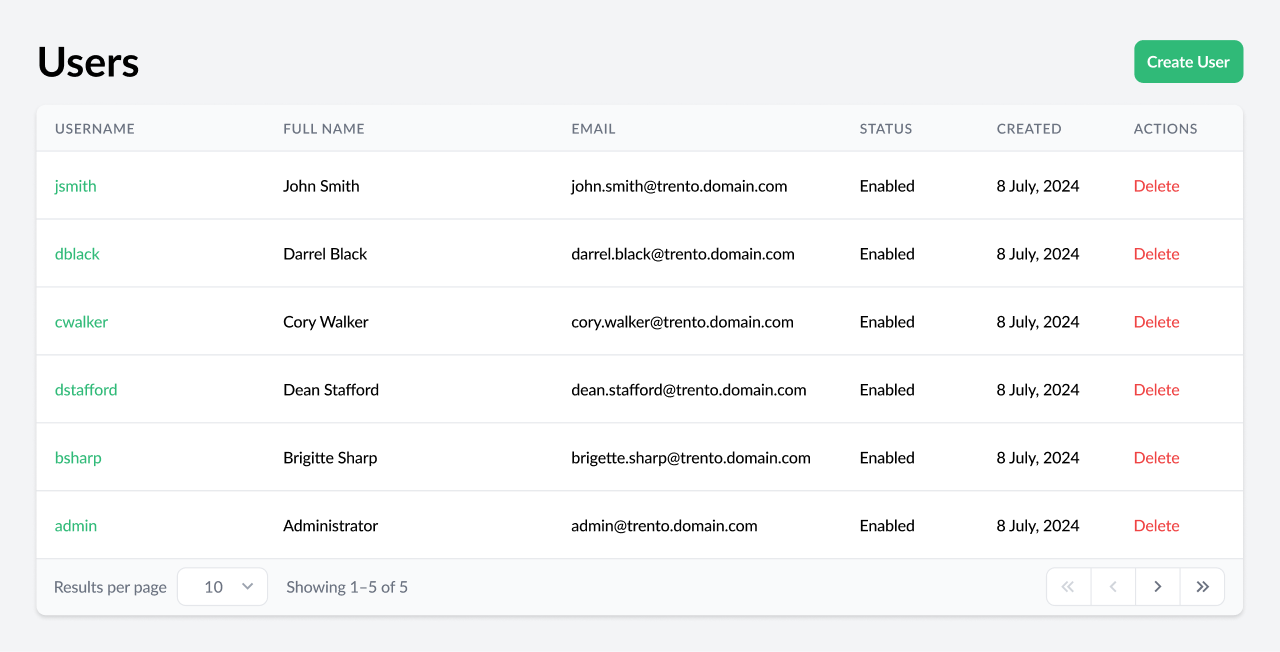 Users
Create User
USERNAME FULL NAME EMAIL STATUS CREATED ACTIONS
jsmith John Smith john.smith@trento.domain.com Enabled 8 July, 2024 Delete
dblack Darrel Black darrel.black@trento.domain.com Enabled 8 July, 2024 Delete
cwalker Cory Walker cory.walker@trento.domain.com Enabled 8 July, 2024 Delete
dstafford Dean Stafford dean.stafford@trento.domain.com Enabled 8 July, 2024 Delete
bsharp Brigitte Sharp brigette.sharp@trento.domain.com Enabled 8 July, 2024 Delete
admin Administrator admin@trento.domain.com Enabled 8 July, 2024 Delete
Results per page 10 Showing 1–5 of 5